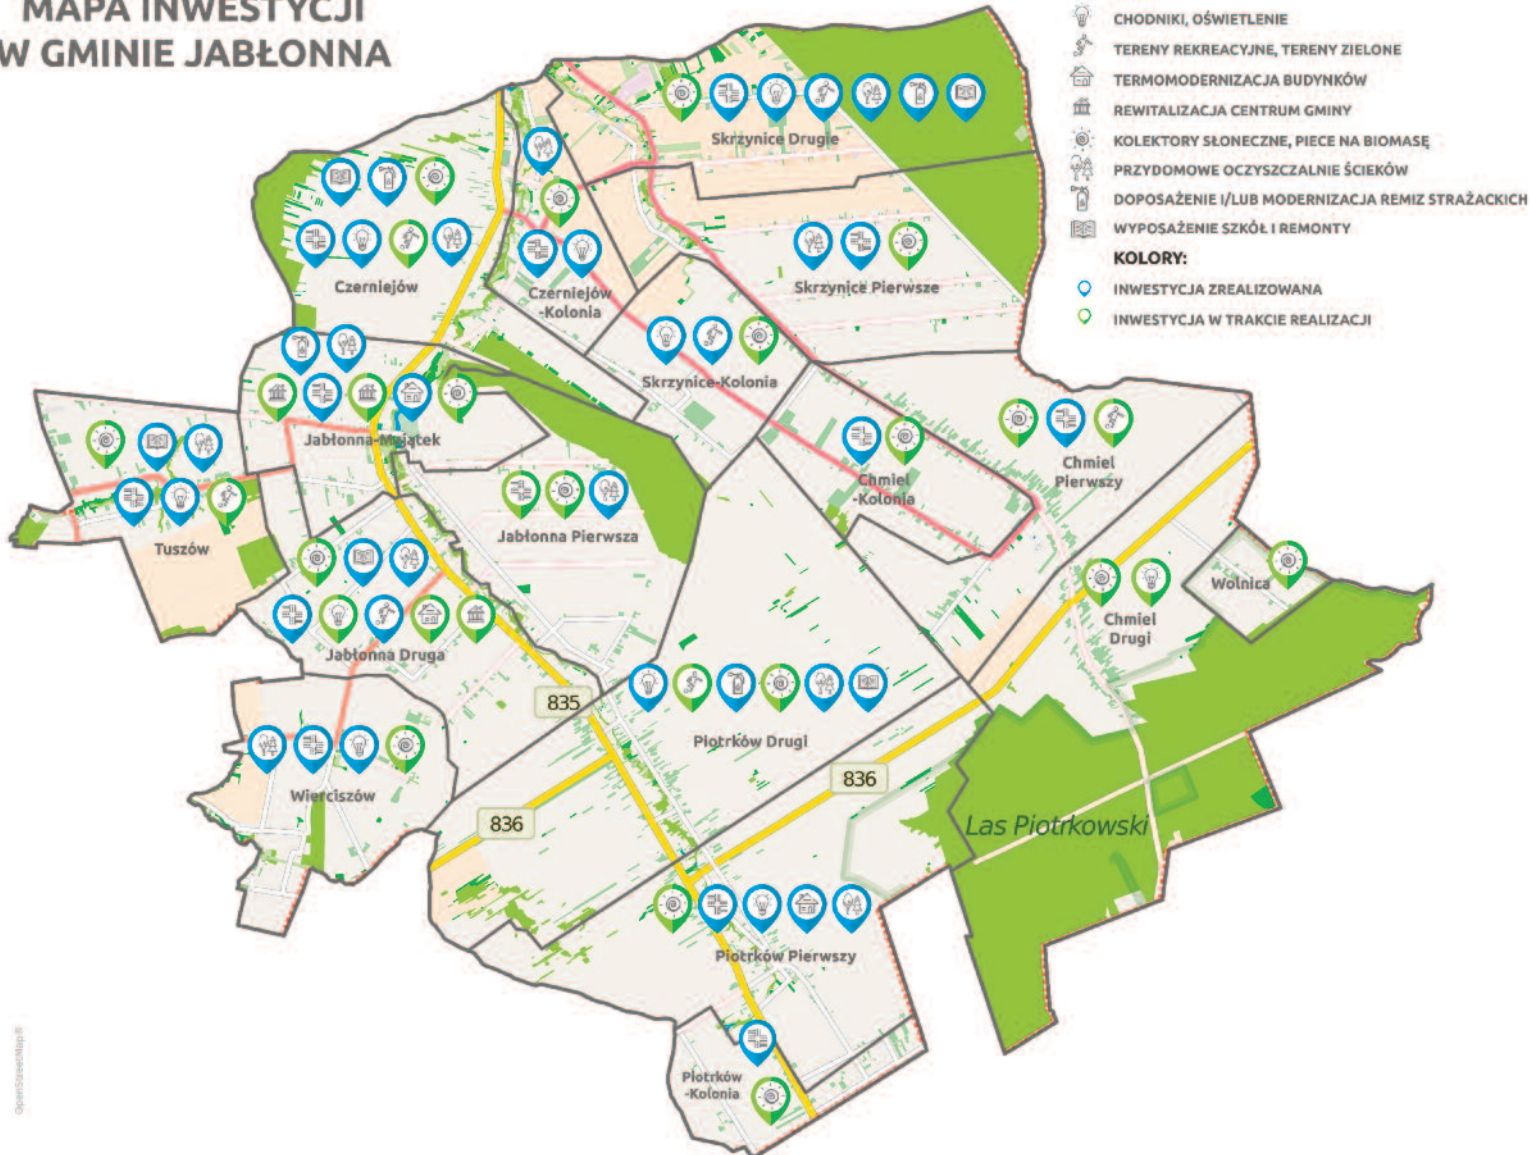 MAPA INWESTYCJI
W GMINIE JABŁONNA
CHODNIKI, OŚWIETLENIE
TERENY REKREACYJNE, TERENY ZIELONE
TERMOMODERNIZACJA BUDYNKÓW
REWITALIZACJA CENTRUM GMINY
KOLEKTORY SŁONECZNE, PIECE NA BIOMASĘ
PRZYDOMOWE OCZYSZCZALNIE ŚCIEKÓW
DOPOSAŻENIE I/LUB MODERNIZACJA REMIZ STRAŻACKICH
WYPOSAŻENIE SZKÓŁ I REMONTY
KOLORY:
INWESTYCJA ZREALIZOWANA
INWESTYCJA W TRAKCIE REALIZACJI
Skrzynice Drugie
Czerniejów
Czerniejów
-Kolonia
Skrzynice Pierwsze
Skrzynice-Kolonia
Jabłonna-Majątek
Chmiel
Pierwszy
Chmiel
-Kolonia
Jabłonna Pierwsza
Tuszów
Wolnica
Chmiel
Drugi
Jabłonna Druga
835
Piotrków Drugi
836
Wierciszów
836
Las Piotrkowski
Piotrków Pierwszy
Piotrków
-Kolonia
OpenStreetMap®